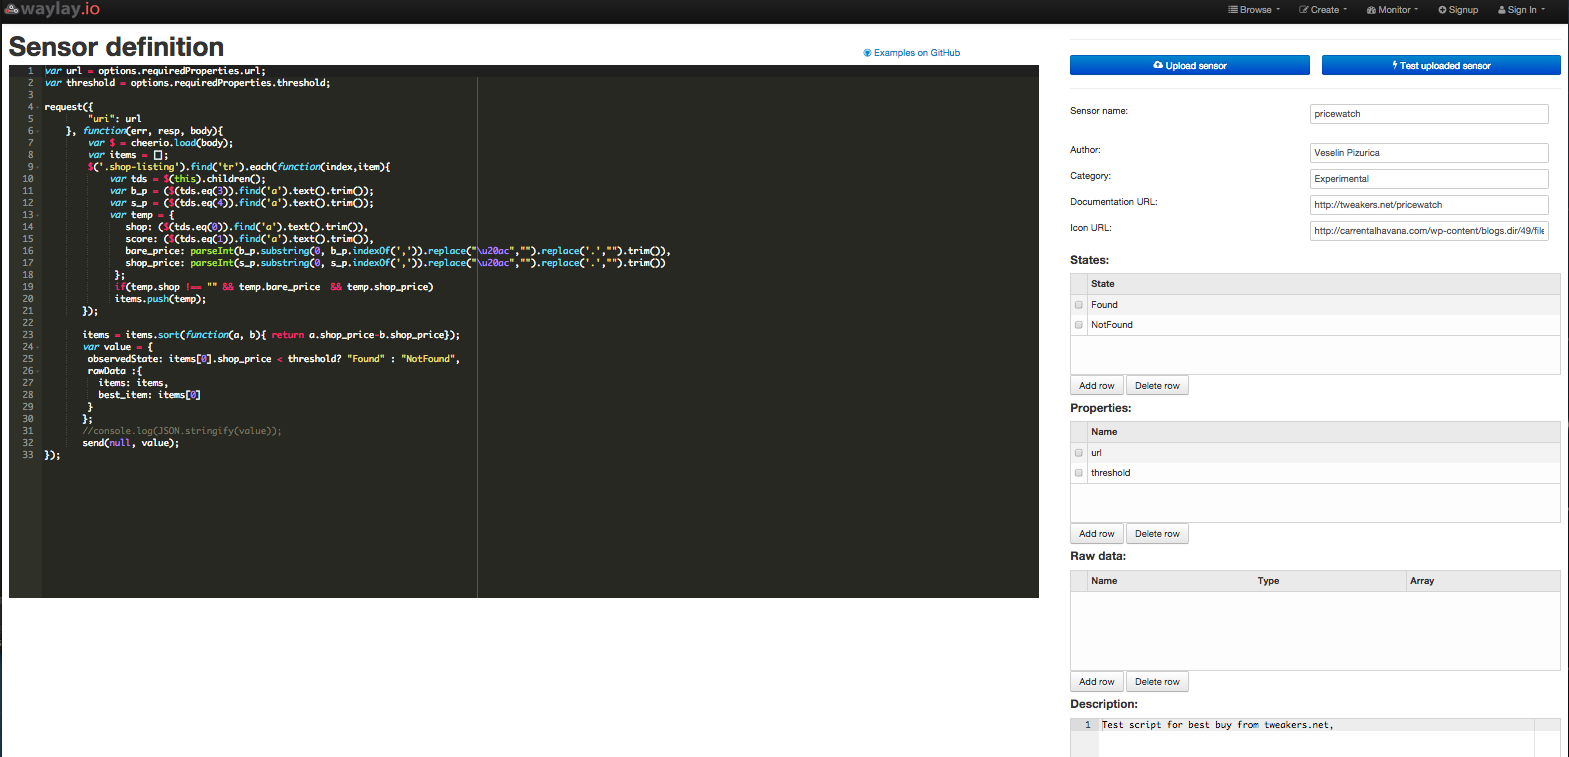 waylay.io
Browse
Create
Monitor
Signup
Sign In
Sensor definition
Examples on GitHub
1 var url = options.requiredProperties.url;
2 var threshold = options.requiredProperties.threshold;
3
4 request({
5 "uri": url
6 }, function(err, resp, body){
7 var $ = cheerio.load(body);
8 var items = [];
9 $('.shop-listing').find('tr').each(function(index,item){
10 var tds = $(this).children();
11 var b_p = ($(tds.eq(3)).find('a').text().trim());
12 var s_p = ($(tds.eq(4)).find('a').text().trim());
13 var temp = {
14 shop: ($(tds.eq(0)).find('a').text().trim()),
15 score: ($(tds.eq(1)).find('a').text().trim()),
16 bare_price: parseInt(b_p.substring(0, b_p.indexOf(',')).replace("\u20ac","").replace('.',"").trim()),
17 shop_price: parseInt(s_p.substring(0, s_p.indexOf(',')).replace("\u20ac","").replace('.',"").trim())
18 };
19 if(temp.shop !== "" && temp.bare_price && temp.shop_price)
20 items.push(temp);
21 });
22
23 items = items.sort(function(a, b){ return a.shop_price-b.shop_price});
24 var value = {
25 observedState: items[0].shop_price < threshold? "Found" : "NotFound",
26 rawData :{
27 items: items,
28 best_item: items[0]
29 }
30 };
31 //console.log(JSON.stringify(value));
32 send(null, value);
33 });
Upload sensor
Test uploaded sensor
Sensor name:
pricewatch
Author:
Veselin Pizurica
Category:
Experimental
Documentation URL:
http://tweakers.net/pricewatch
Icon URL:
http://carrentalhavana.com/wp-content/blogs.dir/49/file
States:
State
Found
NotFound
Add row
Delete row
Properties:
Name
url
threshold
Add row
Delete row
Raw data:
Name
Type
Array
Add row
Delete row
Description:
1 Test script for best buy from tweakers.net,